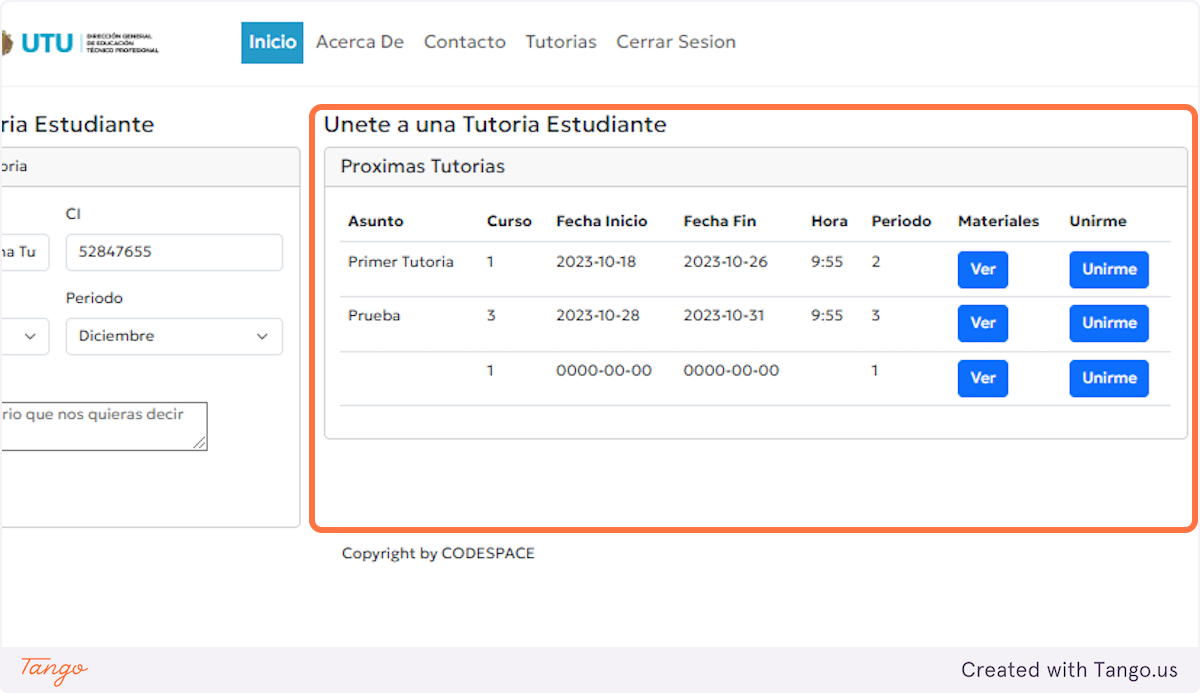 UTU DIRECCIÓN GENERAL
DE EDUCACIÓN
TÉCNICO PROFESIONAL
Inicio Acerca De Contacto Tutorias Cerrar Sesion
ria Estudiante
oria
CI
na Tu 52847655
Periodo
Diciembre
rio que nos quieras decir
Unete a una Tutoria Estudiante
Proximas Tutorias
Asunto Curso Fecha Inicio Fecha Fin Hora Periodo Materiales Unirme
Primer Tutoria 1 2023-10-18 2023-10-26 9:55 2 Ver Unirme
Prueba 3 2023-10-28 2023-10-31 9:55 3 Ver Unirme
1 0000-00-00 0000-00-00 1 Ver Unirme
Copyright by CODESPACE
Tango
Created with Tango.us